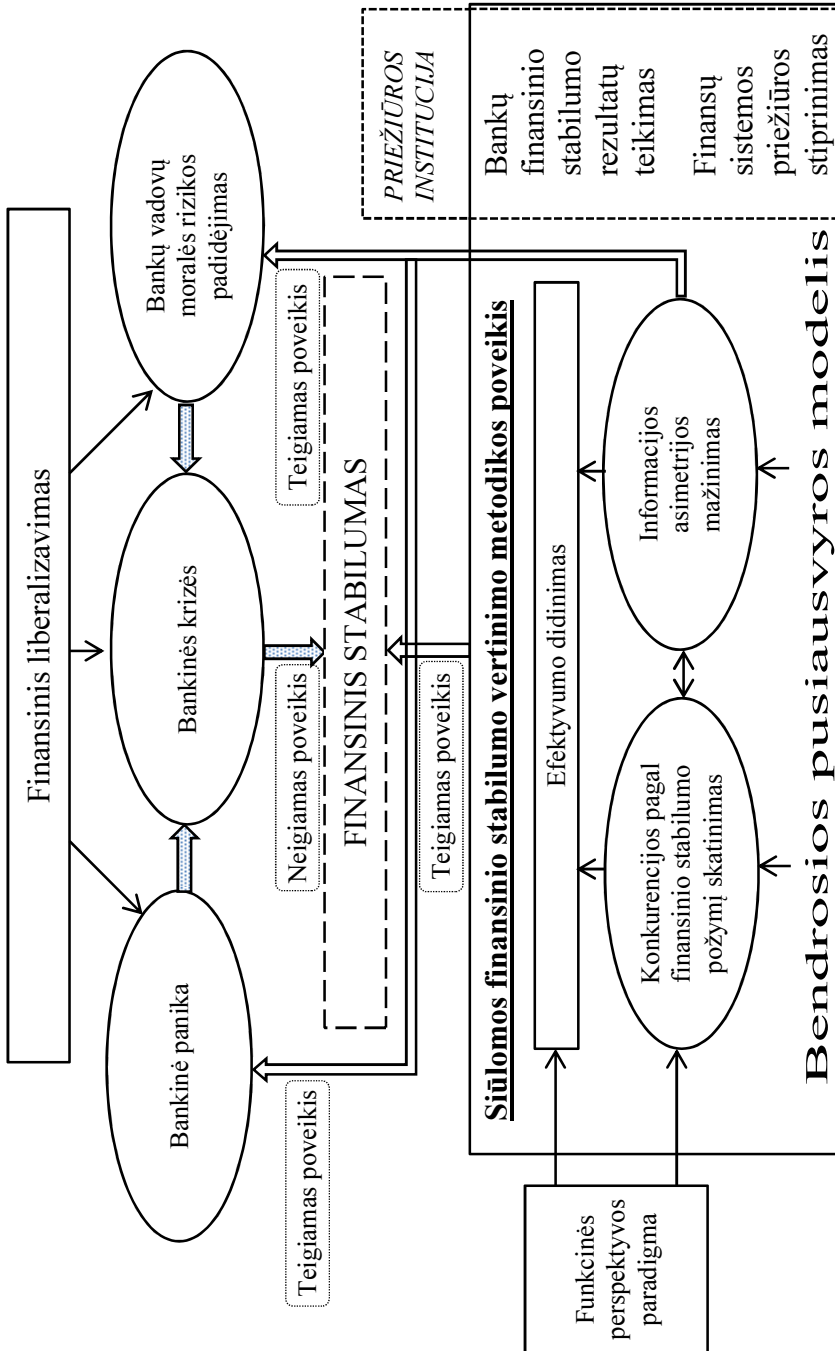 Finansinis liberalizavimas
Bankinė panika
Bankinės krizės
Bankų vadovų
moralės rizikos
padidėjimas
Teigiamas poveikis
Neigiamas poveikis
Teigiamas poveikis
FINANSINIS STABILUMAS
Teigiamas poveikis
PRIEŽIŪROS
INSTITUCIJA
Bankų
finansinio
stabilumo
rezultatų
teikimas
Finansų
sistemos
priežiūros
stiprinimas
Siūlomos finansinio stabilumo vertinimo metodikos poveikis
Efektyvumo didinimas
Funkcinės
perspektyvos
paradigma
Konkurencijos pagal
finansinio stabilumo
požymį skatinimas
Informacijos
asimetrijos
mažinimas
Bendrosios pusiausvyros modelis